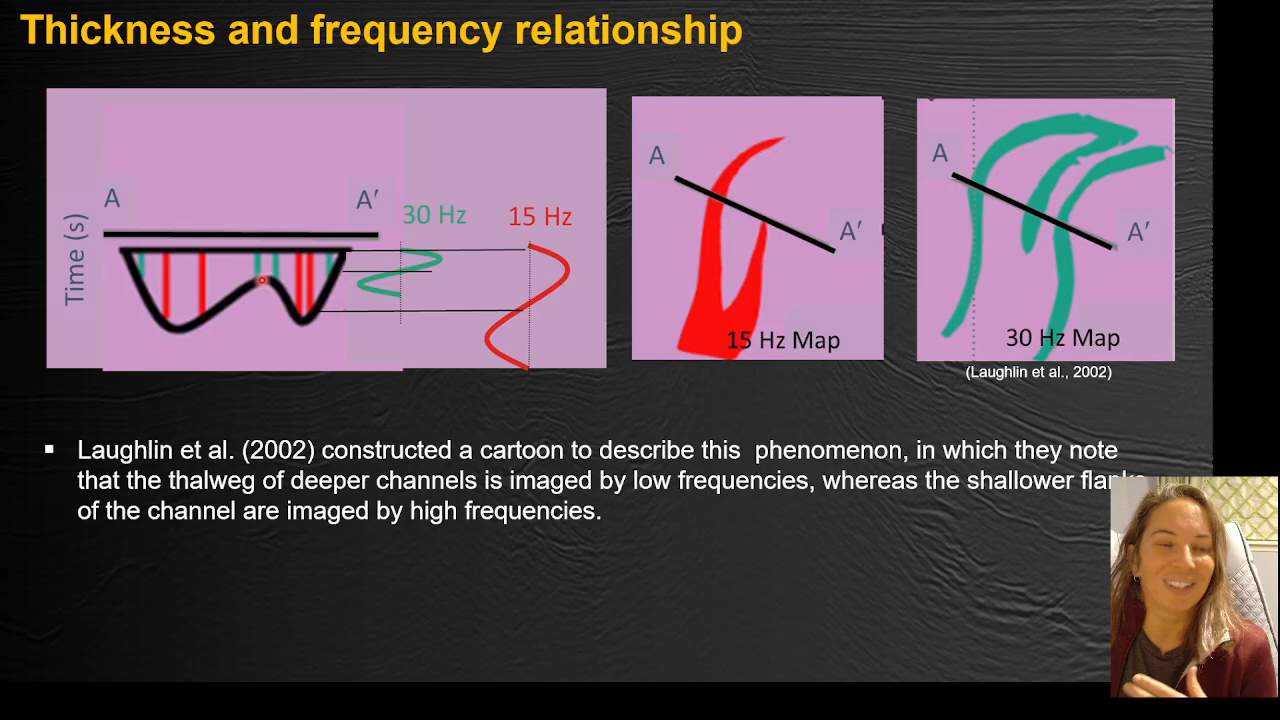 Thickness and frequency relationship
A
A′
Time (s)
30 Hz
15 Hz
A
A′
15 Hz Map
A
A′
30 Hz Map
(Laughlin et al., 2002)
▪ Laughlin et al. (2002) constructed a cartoon to describe this phenomenon, in which they note
that the thalweg of deeper channels is imaged by low frequencies, whereas the shallower
of the channel are imaged by high frequencies.